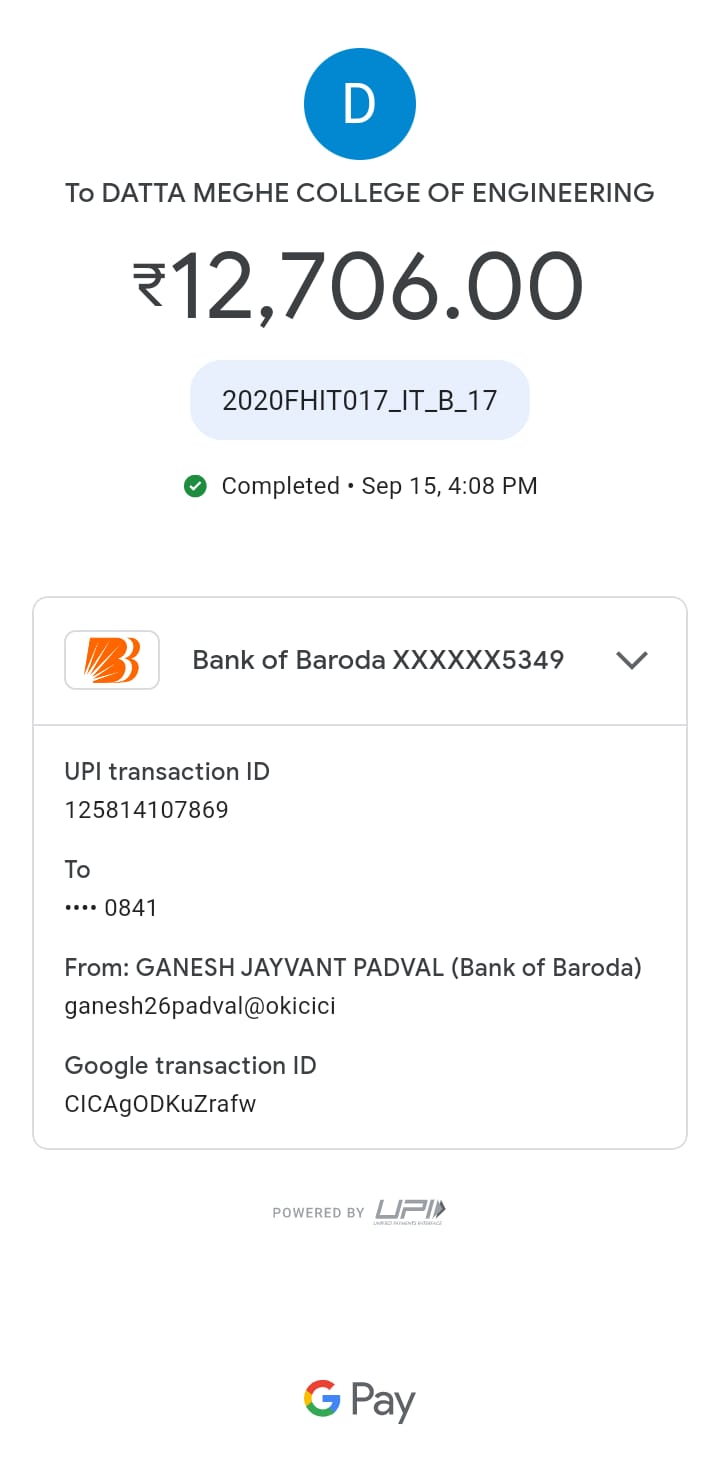 D
To DATTA MEGHE COLLEGE OF ENGINEERING
₹12,706.00
2020FHIT017_IT_B_17
Completed • Sep 15, 4:08 PM
Bank of Baroda XXXXXX5349
UPI transaction ID
125814107869
To
•••• 0841
From: GANESH JAYVANT PADVAL (Bank of Baroda)
ganesh26padval@okicici
Google transaction ID
CICAgODKuZrafw
POWERED BY UPI
UNIFIED PAYMENTS INTERFACE
G Pay